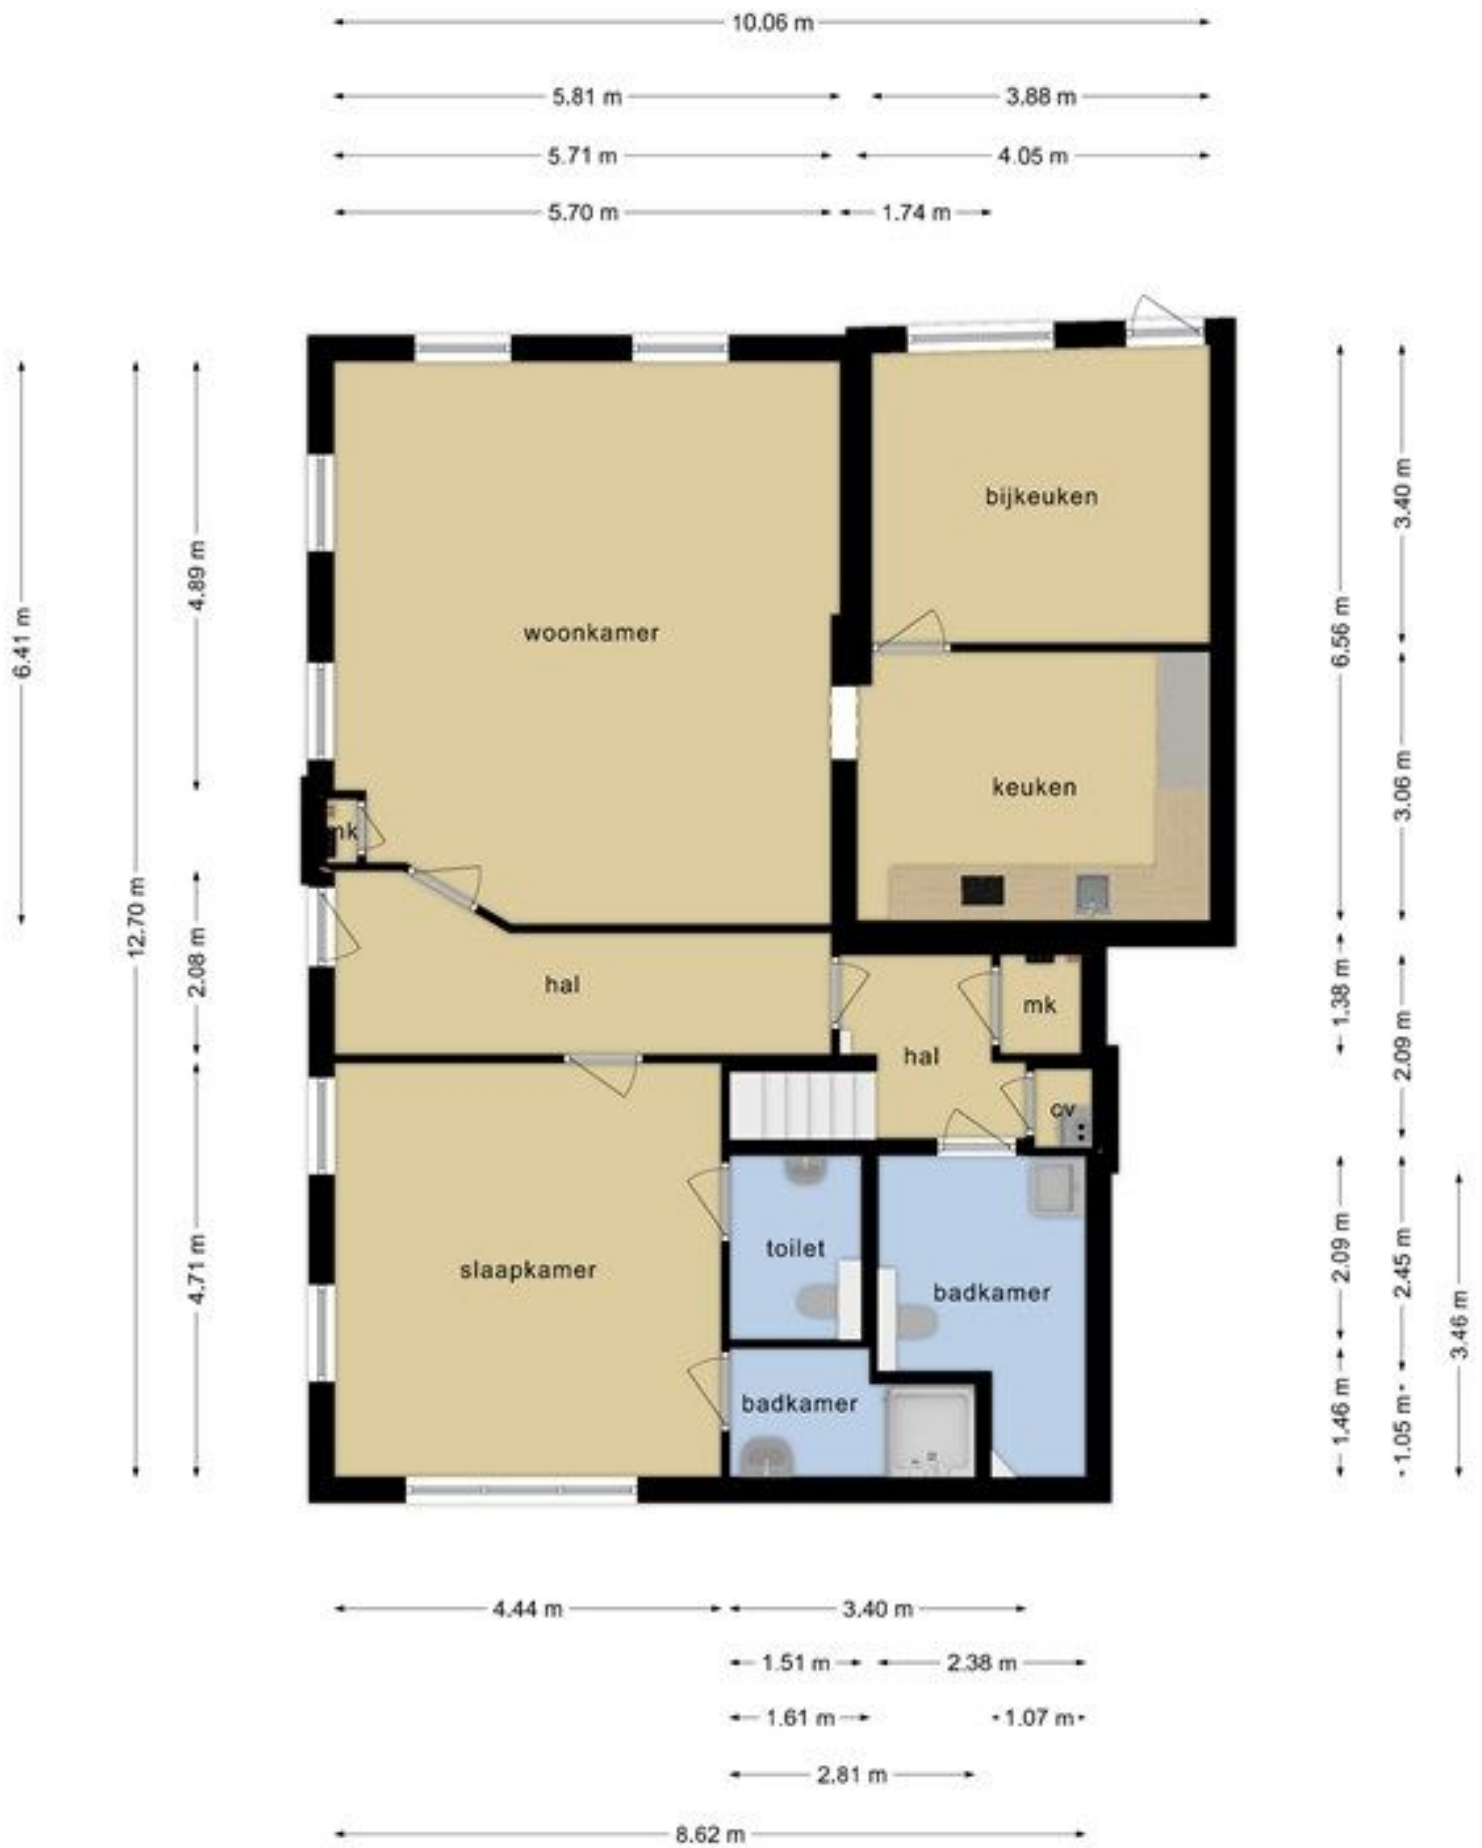 10.06 m
5.81 m
3.88 m
5.71 m
4.05 m
5.70 m
1.74 m
bijkeuken
woonkamer
keuken
mk
hal
mk
hal
cv
toilet
slaapkamer
badkamer
badkamer
6.41 m
12.70 m
4.89 m
2.08 m
4.71 m
6.56 m
3.40 m
3.06 m
1.38 m
2.09 m
2.09 m
2.45 m
3.46 m
1.46 m
1.05 m
4.44 m
3.40 m
1.51 m
2.38 m
1.61 m
1.07 m
2.81 m
8.62 m